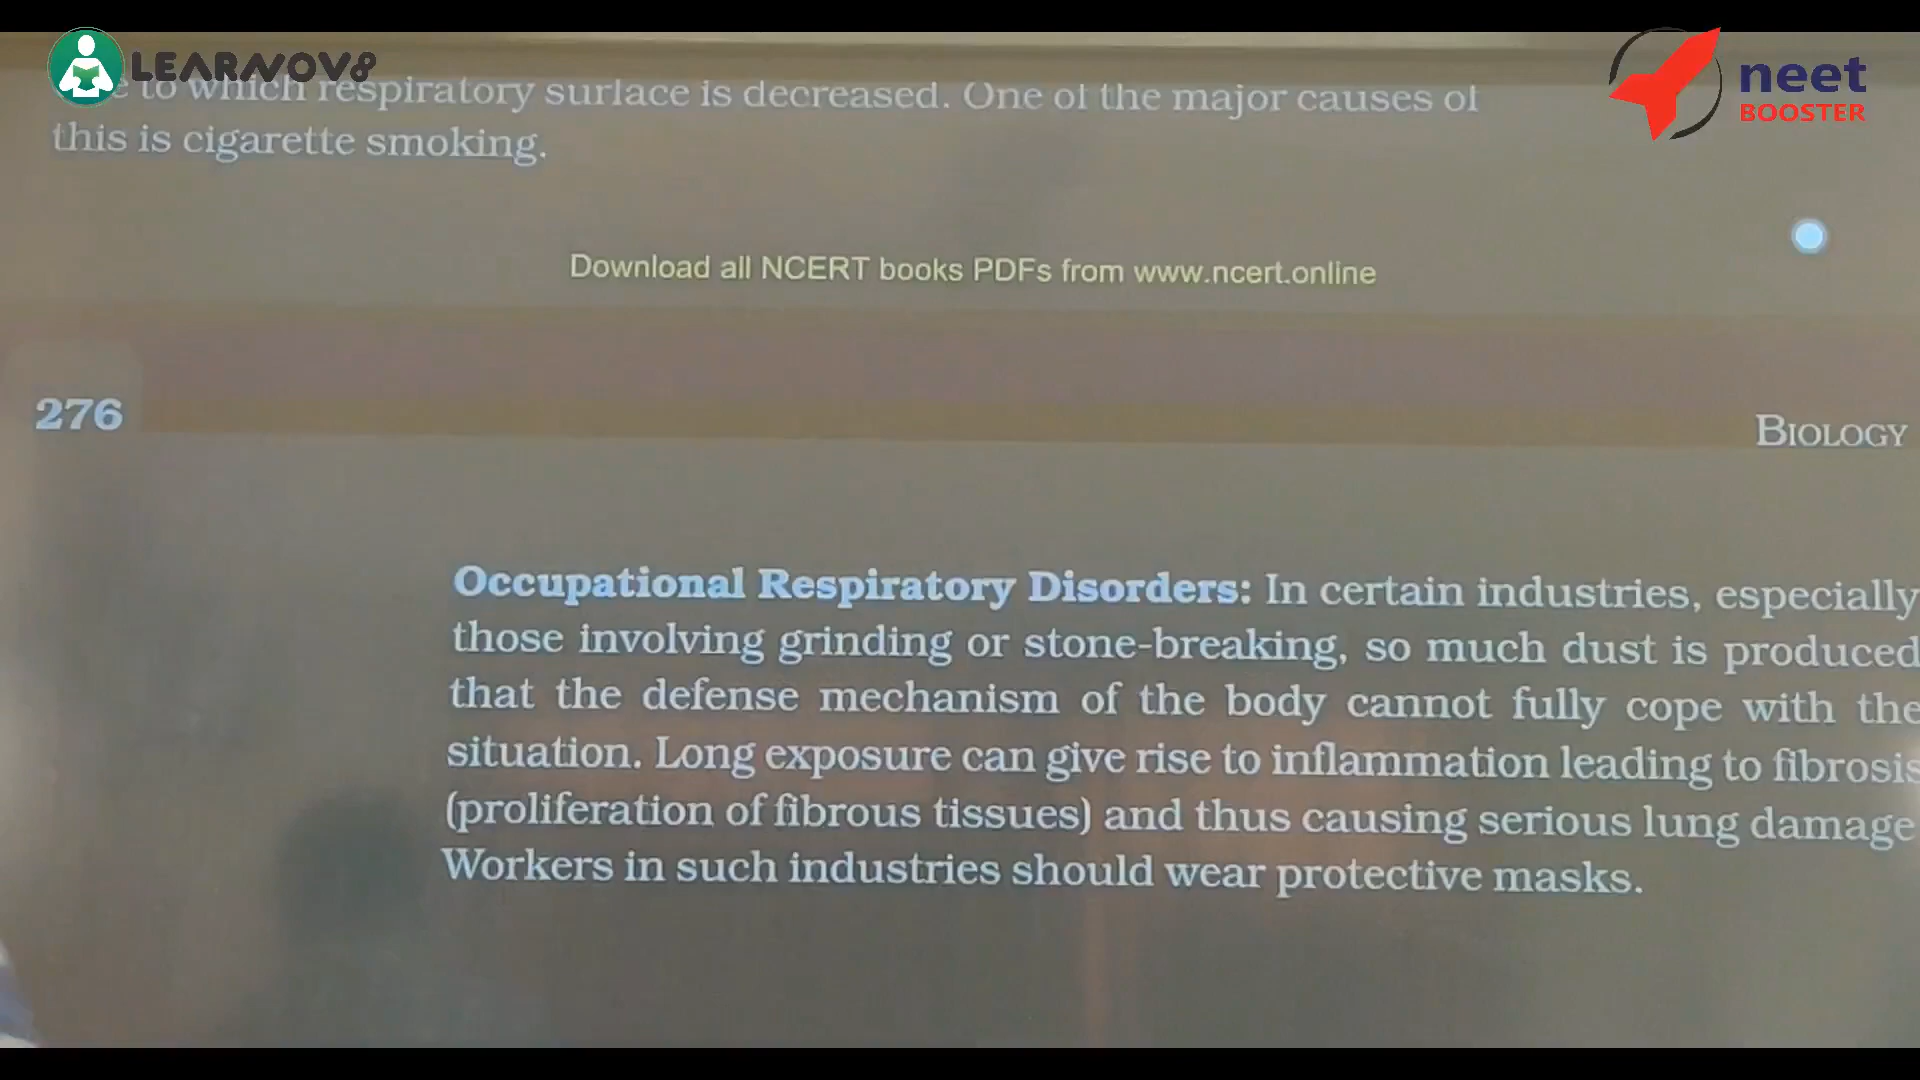 LEARNOV8
neet
BOOSTER
to which respiratory surface is decreased. One of the major causes of
this is cigarette smoking.
Download all NCERT books PDFs from www.ncert.online
276
BIOLOGY
Occupational Respiratory Disorders: In certain industries, especially
those involving grinding or stone-breaking, so much dust is produced
that the defense mechanism of the body cannot fully cope with the
situation. Long exposure can give rise to inflammation leading to fibrosis
(proliferation of fibrous tissues) and thus causing serious lung damage
Workers in such industries should wear protective masks.